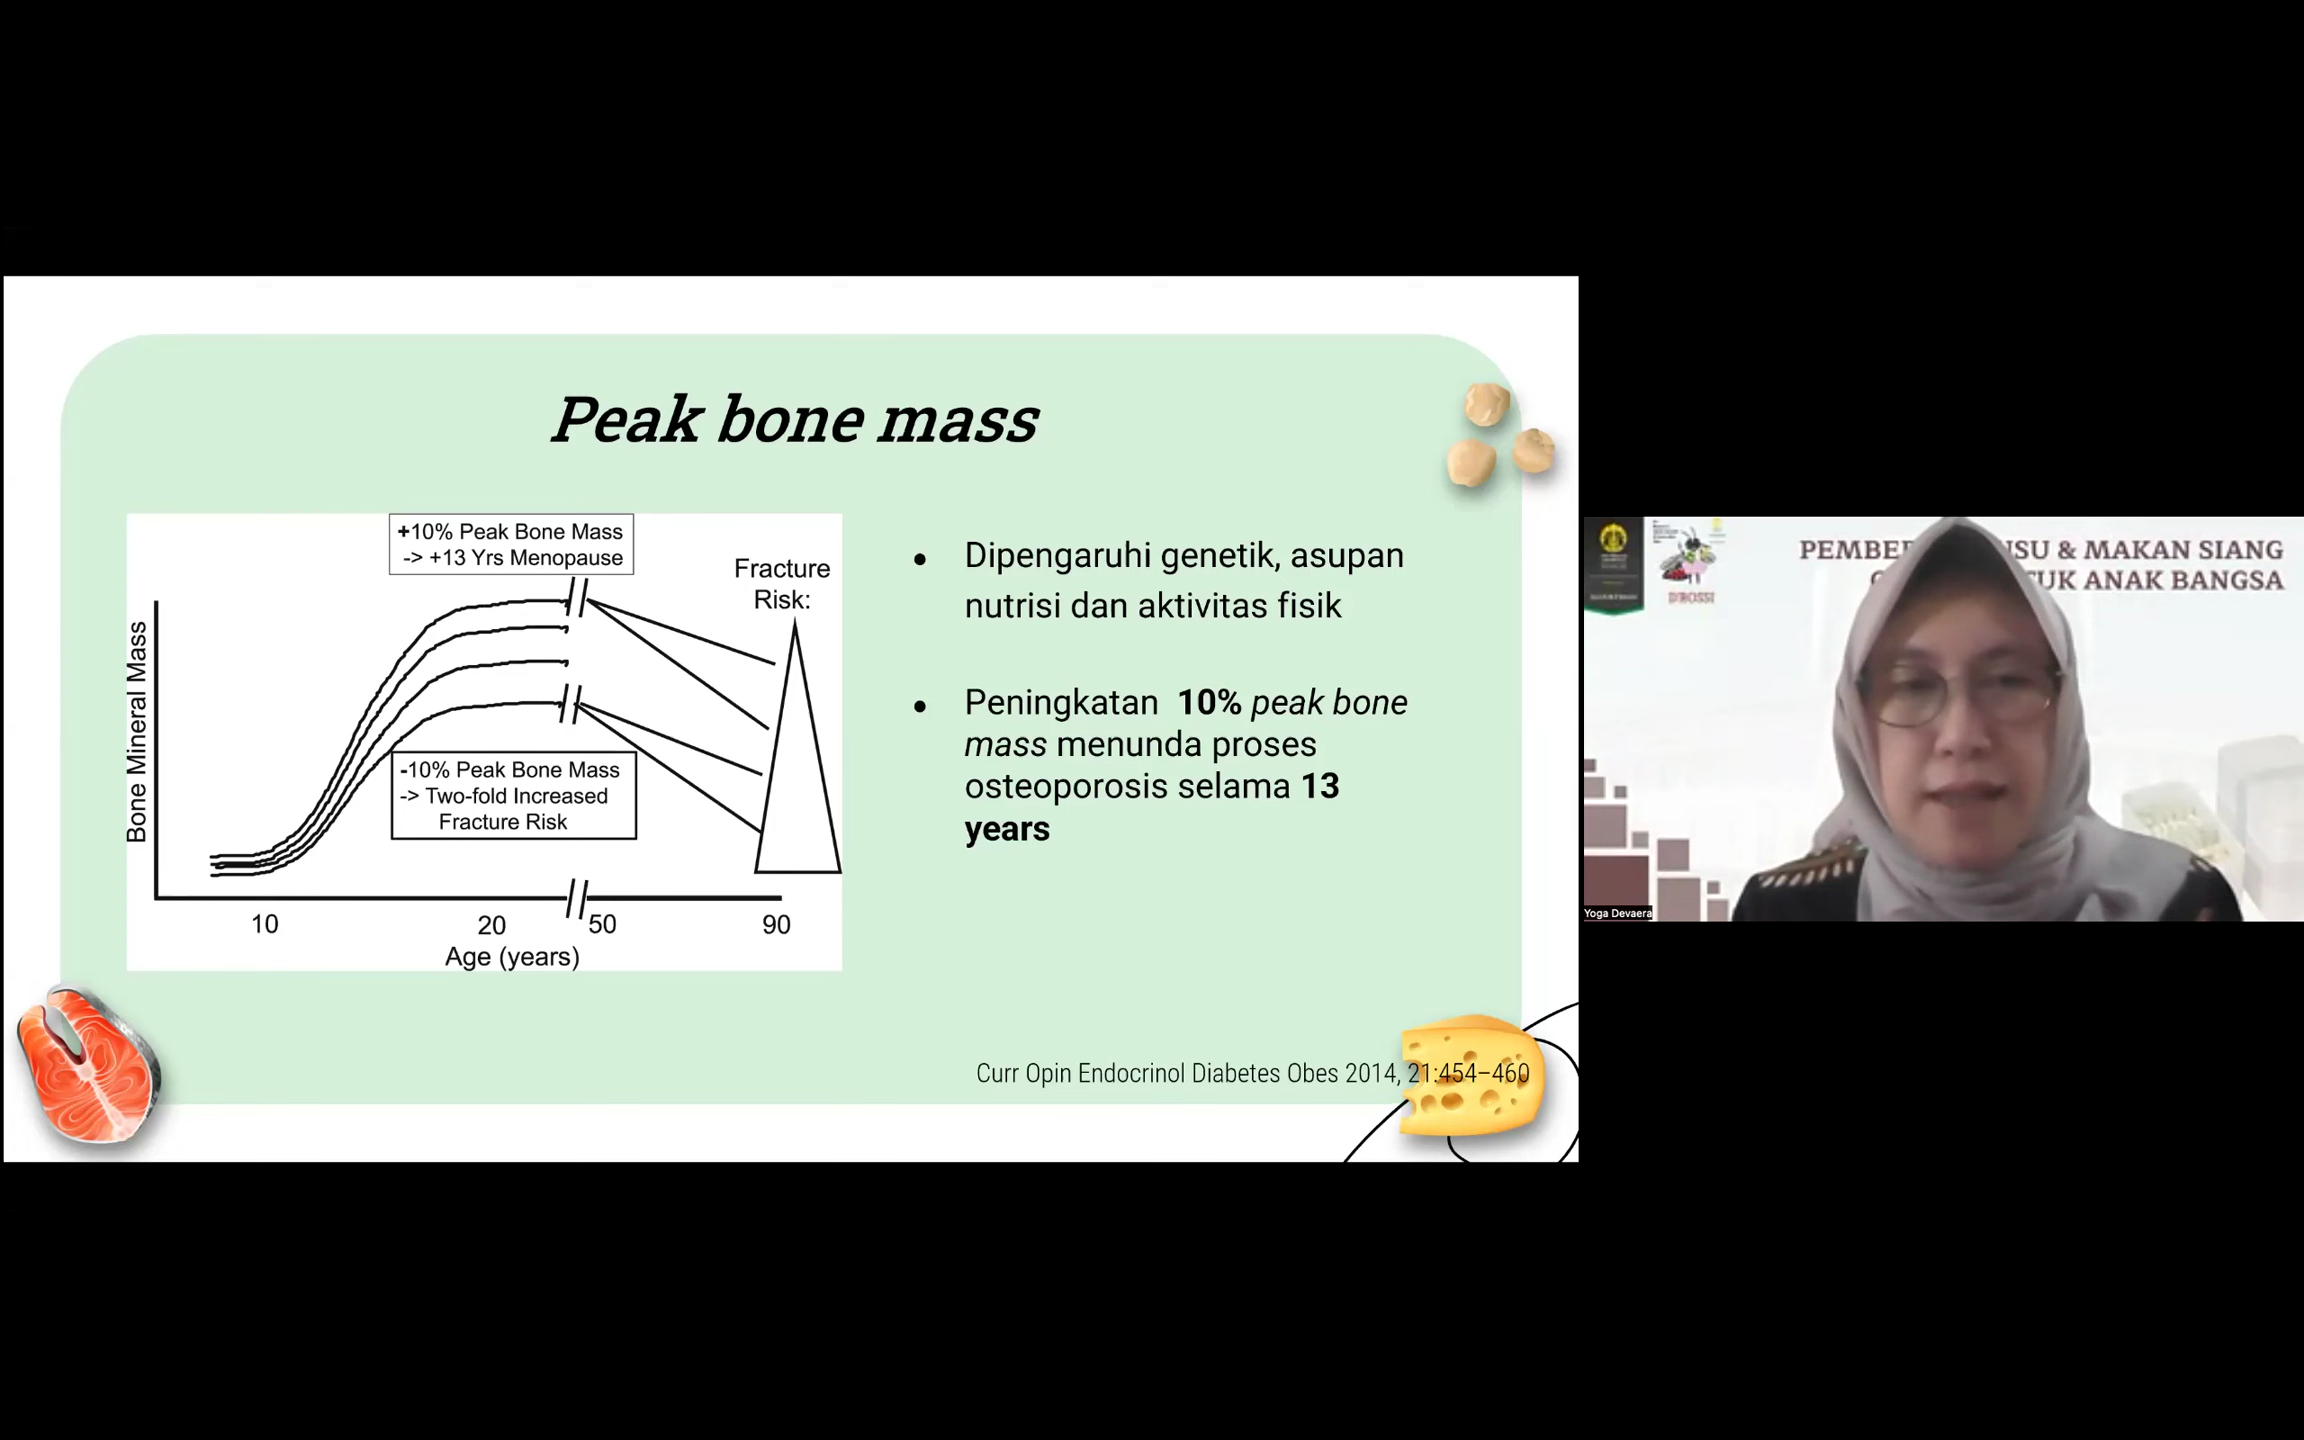 Peak bone mass
+10% Peak Bone Mass
-> +13 Yrs Menopause
Fracture
Risk:
Bone Mineral Mass
-10% Peak Bone Mass
-> Two-fold Increased
Fracture Risk
10
20
50
90
Age (years)
● Dipengaruhi genetik, asupan
nutrisi dan aktivitas fisik
● Peningkatan 10% peak bone
mass menunda proses
osteoporosis selama 13
years
Curr Opin Endocrinol Diabetes Obes 2014, 21:454–460
D'ROSSI
& MAKAN SIANG
ANAK BANGSA
Yoga Devaera